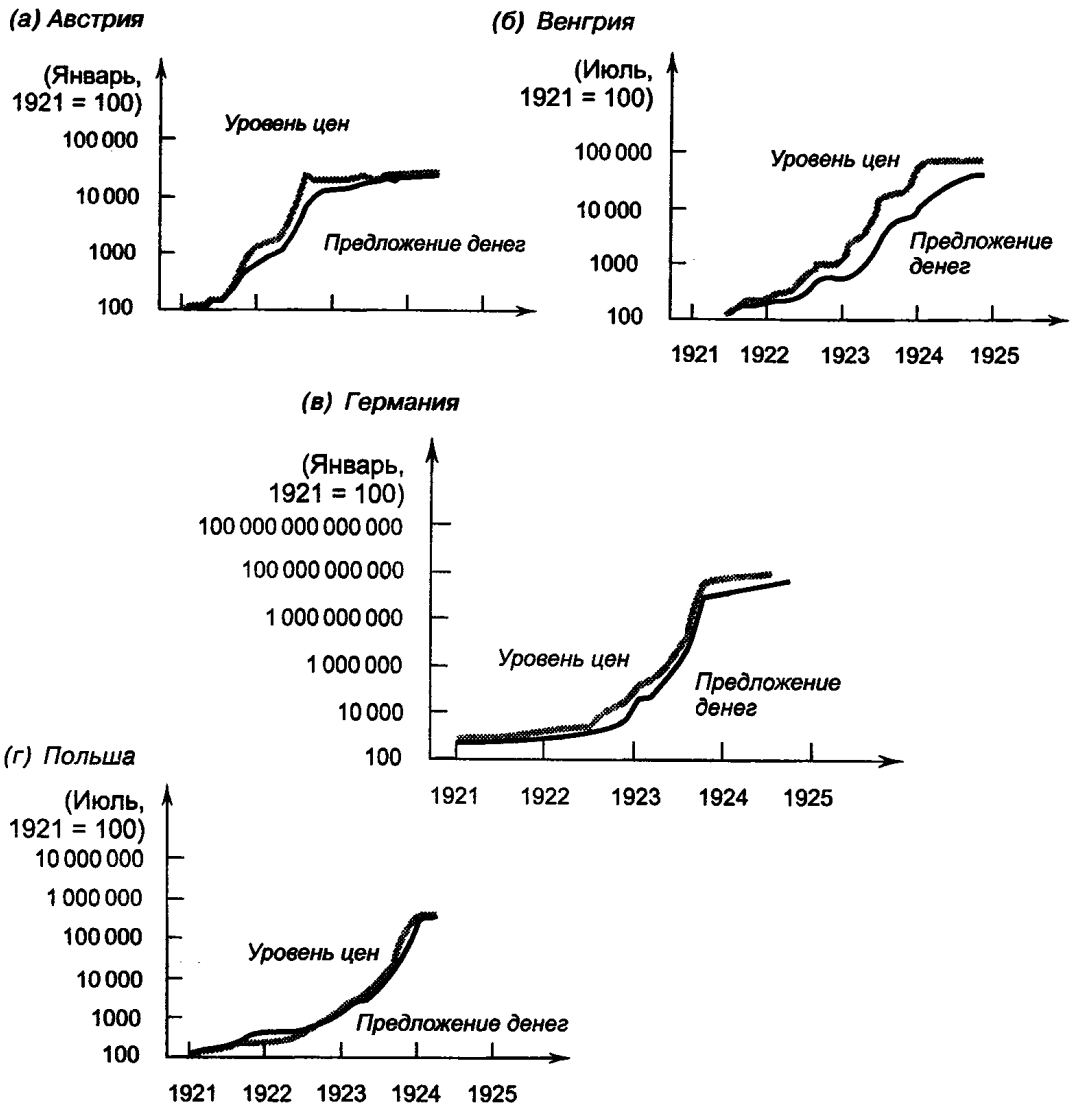 (а) Австрия
(Январь,
1921 = 100)
100 000
10 000
1000
100
Уровень цен
Предложение денег
(б) Венгрия
(Июль,
1921 = 100)
100 000
10 000
1000
100
Уровень цен
Предложение
денег
1921 1922 1923 1924 1925
(в) Германия
(Январь,
1921 = 100)
100 000 000 000 000
100 000 000 000
1 000 000 000
1 000 000
10 000
100
Уровень цен
Предложение
денег
1921 1922 1923 1924 1925
(г) Польша
(Июль,
1921 = 100)
10 000 000
1 000 000
100 000
10 000
1000
100
Уровень цен
Предложение денег
1921 1922 1923 1924 1925